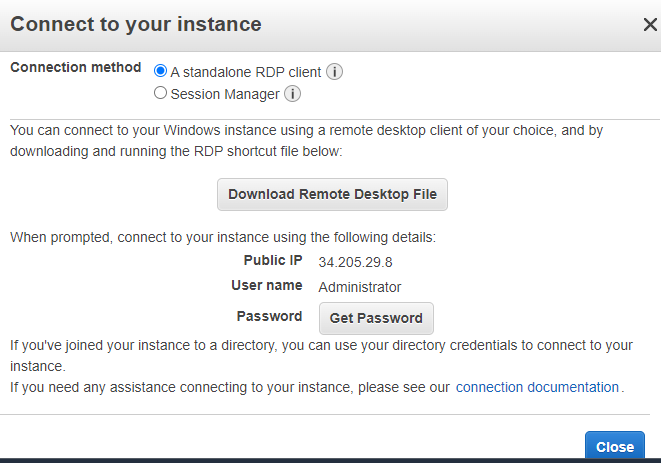 Connect to your instance
Connection method
A standalone RDP client
Session Manager
You can connect to your Windows instance using a remote desktop client of your choice, and by
downloading and running the RDP shortcut file below:
Download Remote Desktop File
When prompted, connect to your instance using the following details:
Public IP 34.205.29.8
User name Administrator
Password Get Password
If you've joined your instance to a directory, you can use your directory credentials to connect to your
instance.
If you need any assistance connecting to your instance, please see our connection documentation.
Close